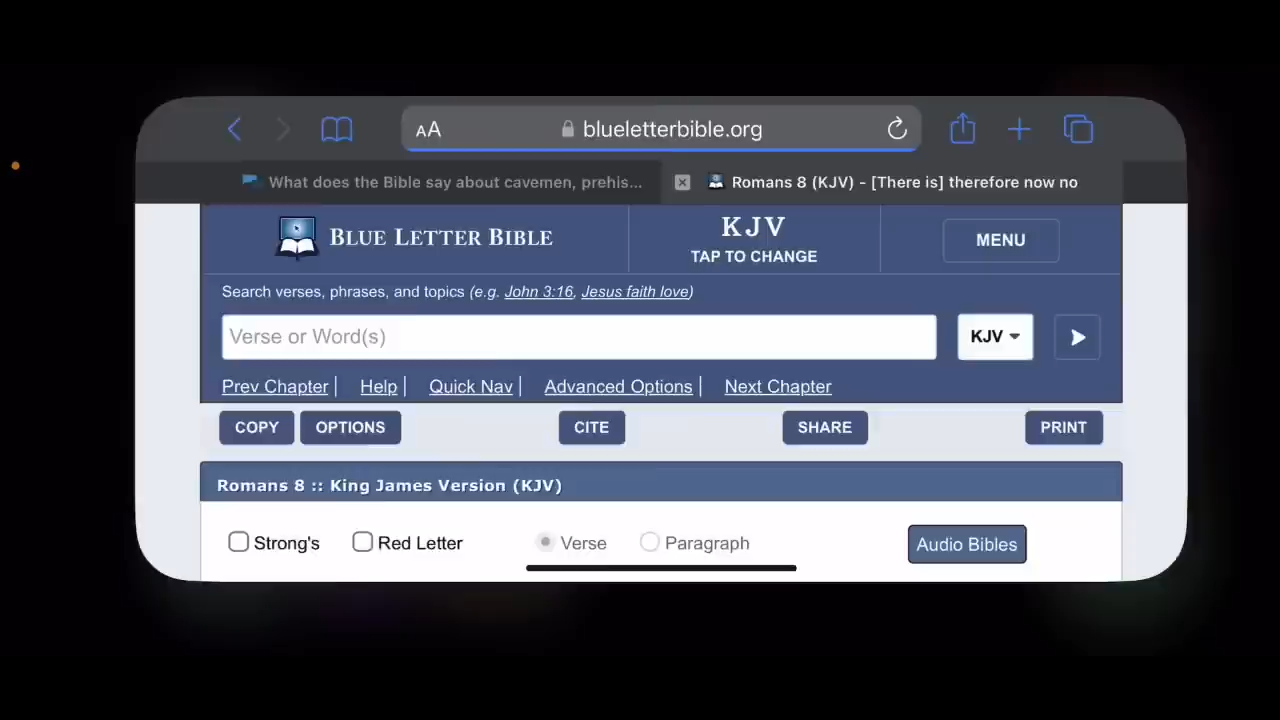 AA blueletterbible.org
What does the Bible say about cavemen, prehis... Romans 8 (KJV) - [There is] therefore now no
BLUE LETTER BIBLE KJV MENU
TAP TO CHANGE
Search verses, phrases, and topics (e.g. John 3:16, Jesus faith love)
Verse or Word(s) KJV
Prev Chapter | Help | Quick Nav | Advanced Options | Next Chapter
COPY OPTIONS CITE SHARE PRINT
Romans 8 :: King James Version (KJV)
Strong's Red Letter Verse Paragraph Audio Bibles